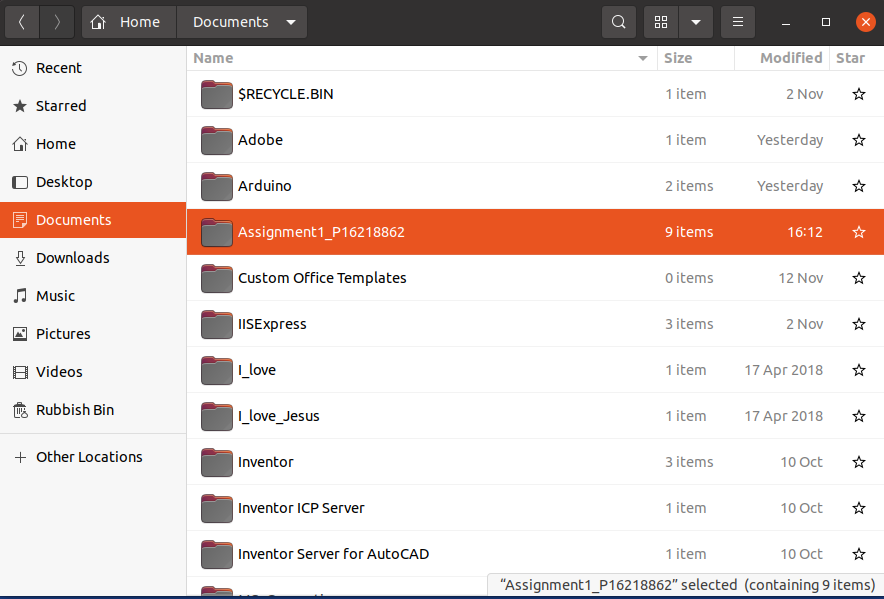 Home Documents
Name Size Modified Star
Recent
Starred
Home
Desktop
Documents
Downloads
Music
Pictures
Videos
Rubbish Bin
Other Locations
$RECYCLE.BIN 1 item 2 Nov
Adobe 1 item Yesterday
Arduino 2 items Yesterday
Assignment1_P16218862 9 items 16:12
Custom Office Templates 0 items 12 Nov
IISExpress 3 items 2 Nov
I_love 1 item 17 Apr 2018
I_love_Jesus 1 item 17 Apr 2018
Inventor 3 items 10 Oct
Inventor ICP Server 1 item 10 Oct
Inventor Server for AutoCAD 1 item 10 Oct
“Assignment1_P16218862” selected (containing 9 items)